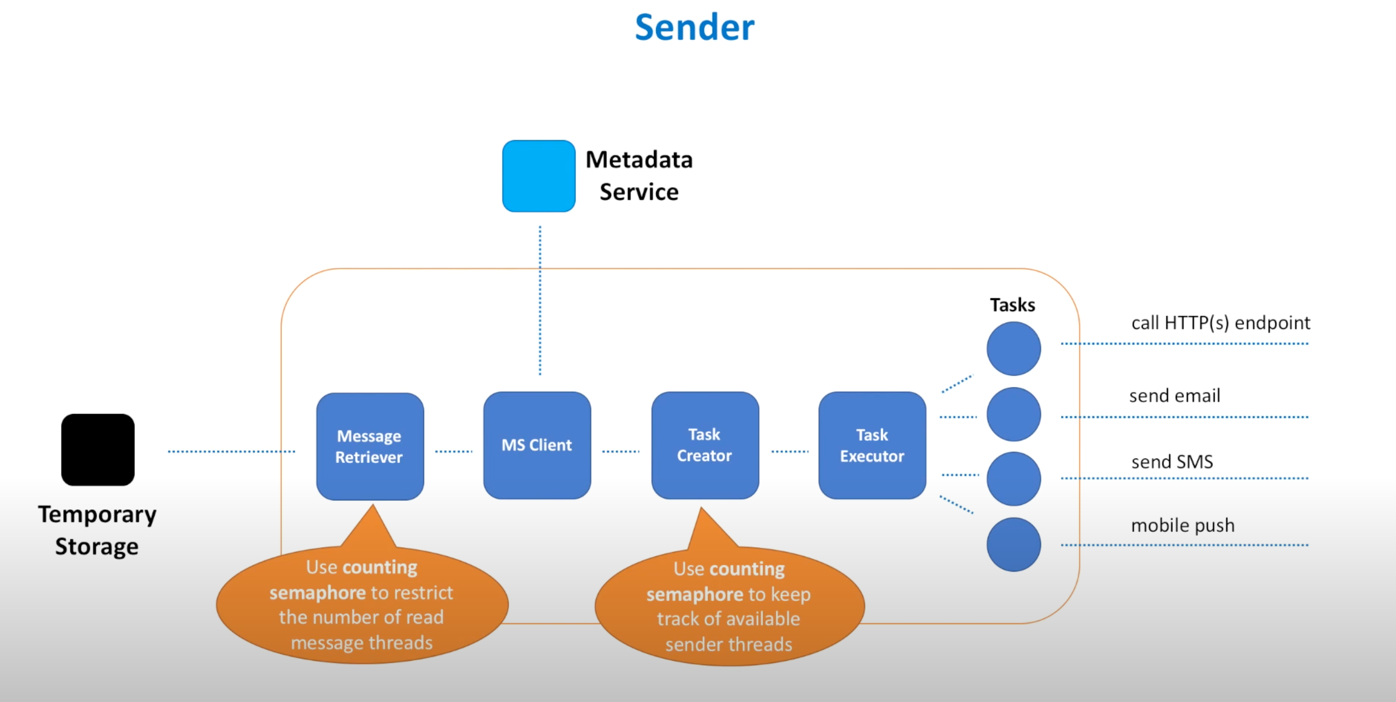 Sender
Metadata
Service
Tasks
call HTTP(s) endpoint
send email
send SMS
mobile push
Message
Retriever
MS Client
Task
Creator
Task
Executor
Temporary
Storage
Use counting
semaphore to restrict
the number of read
message threads
Use counting
semaphore to keep
track of available
sender threads